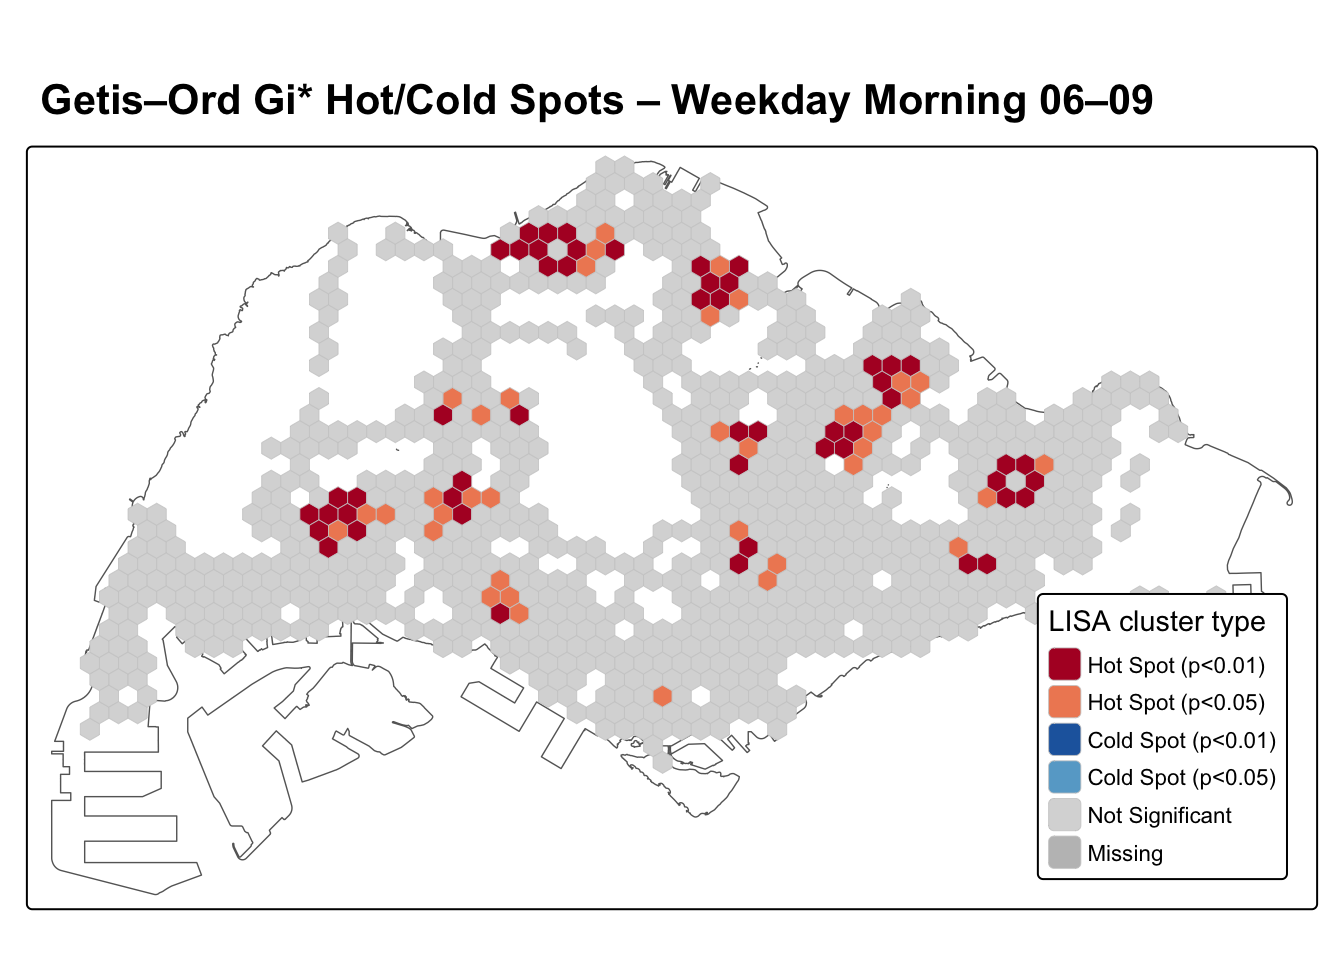 Getis–Ord Gi* Hot/Cold Spots – Weekday Morning 06–09
LISA cluster type
Hot Spot (p<0.01)
Hot Spot (p<0.05)
Cold Spot (p<0.01)
Cold Spot (p<0.05)
Not Significant
Missing